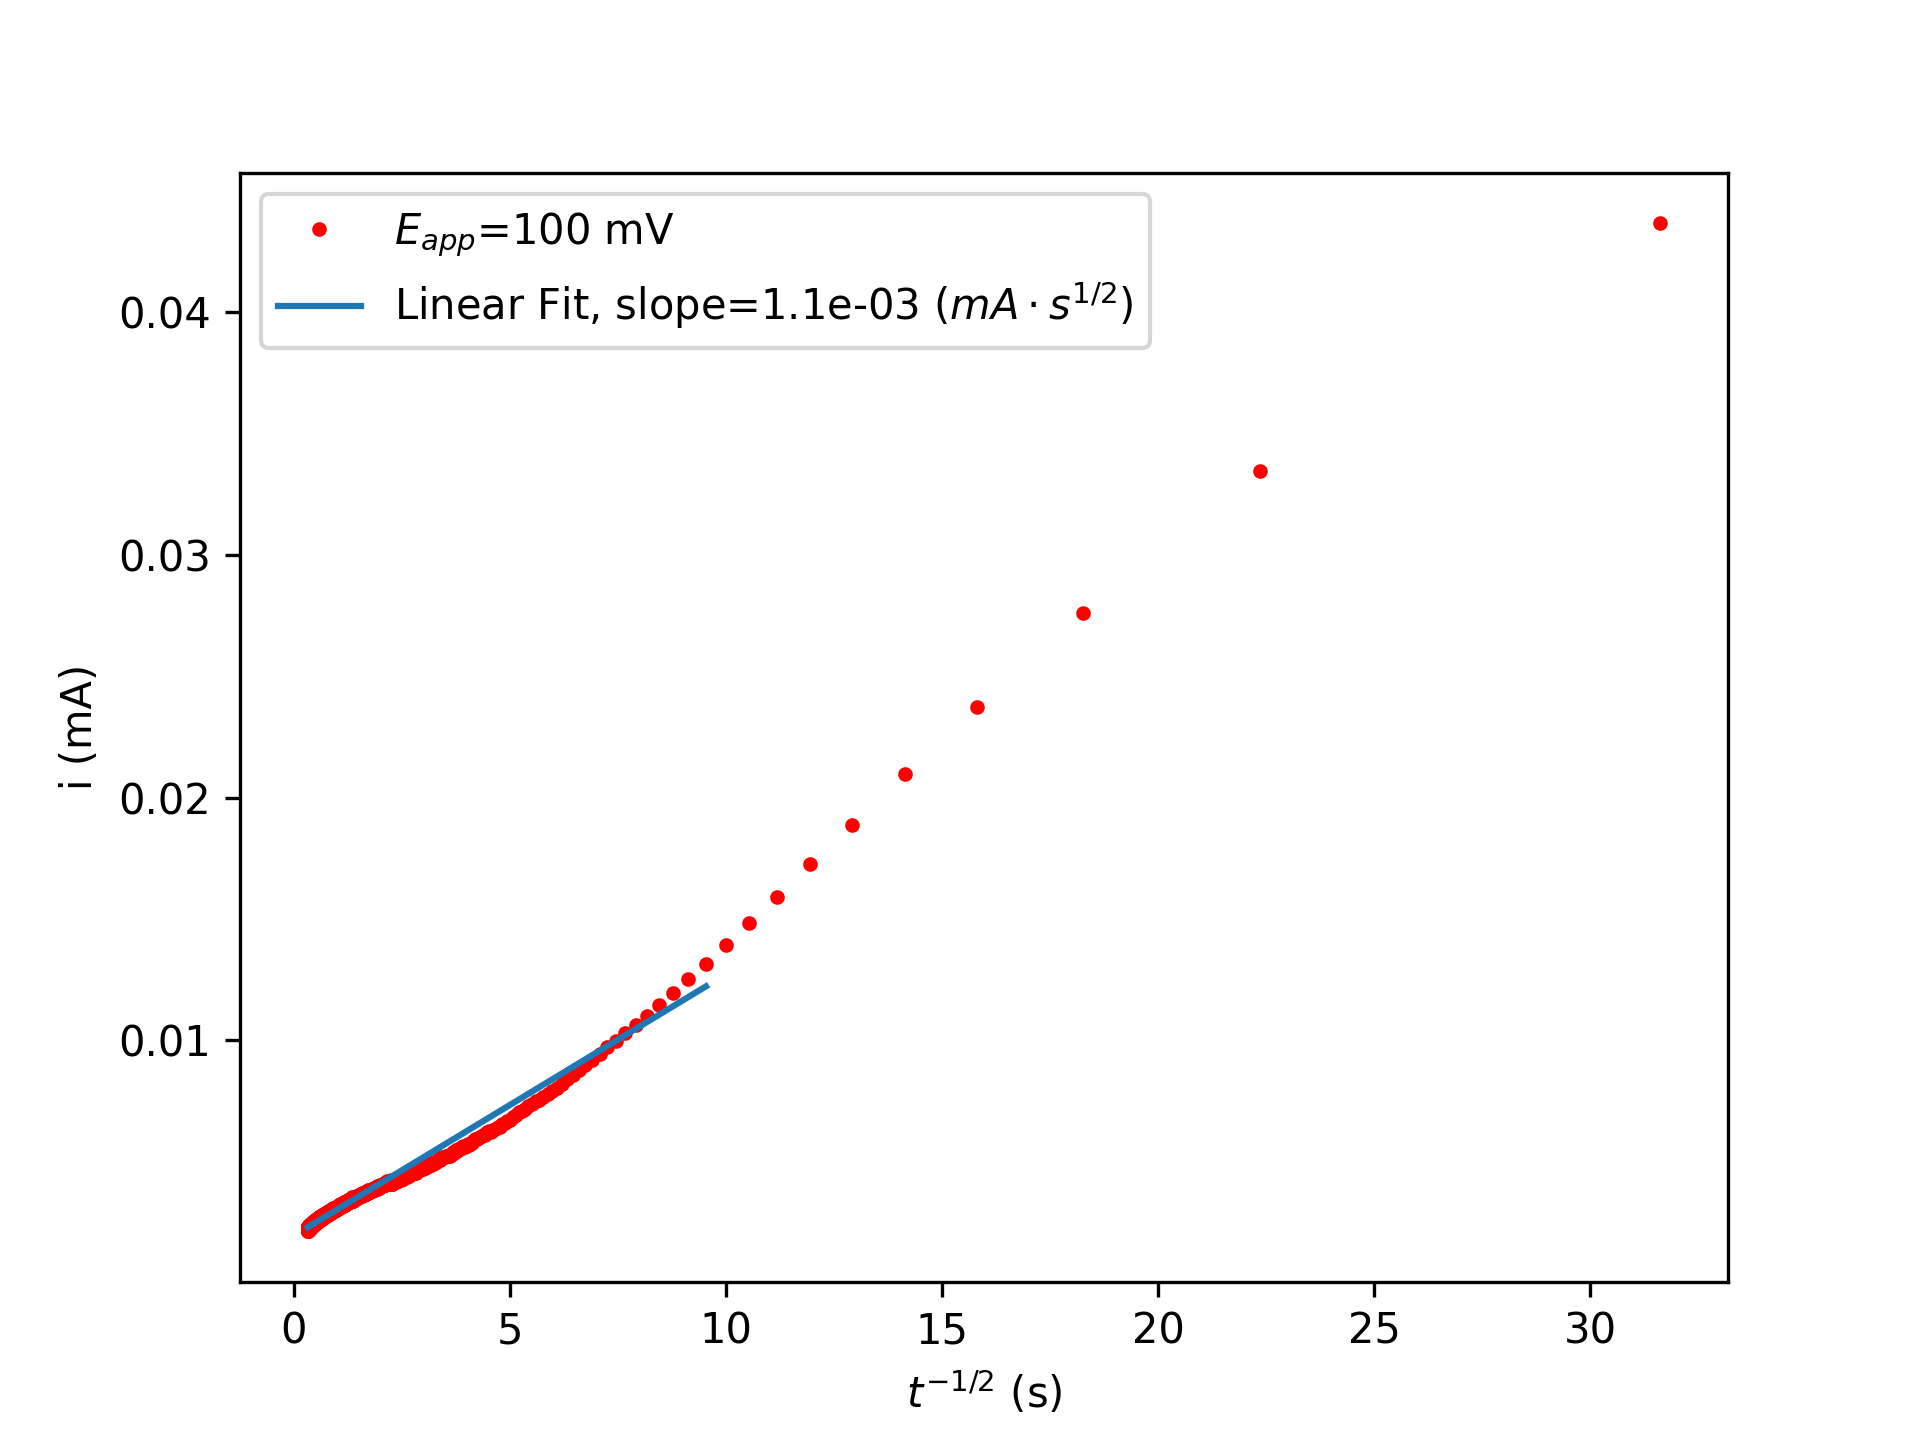 E_app=100 mV
Linear Fit, slope=1.1e-03 (mA · s^1/2)
0.04
0.03
0.02
0.01
i (mA)
0 5 10 15 20 25 30
t^−1/2 (s)